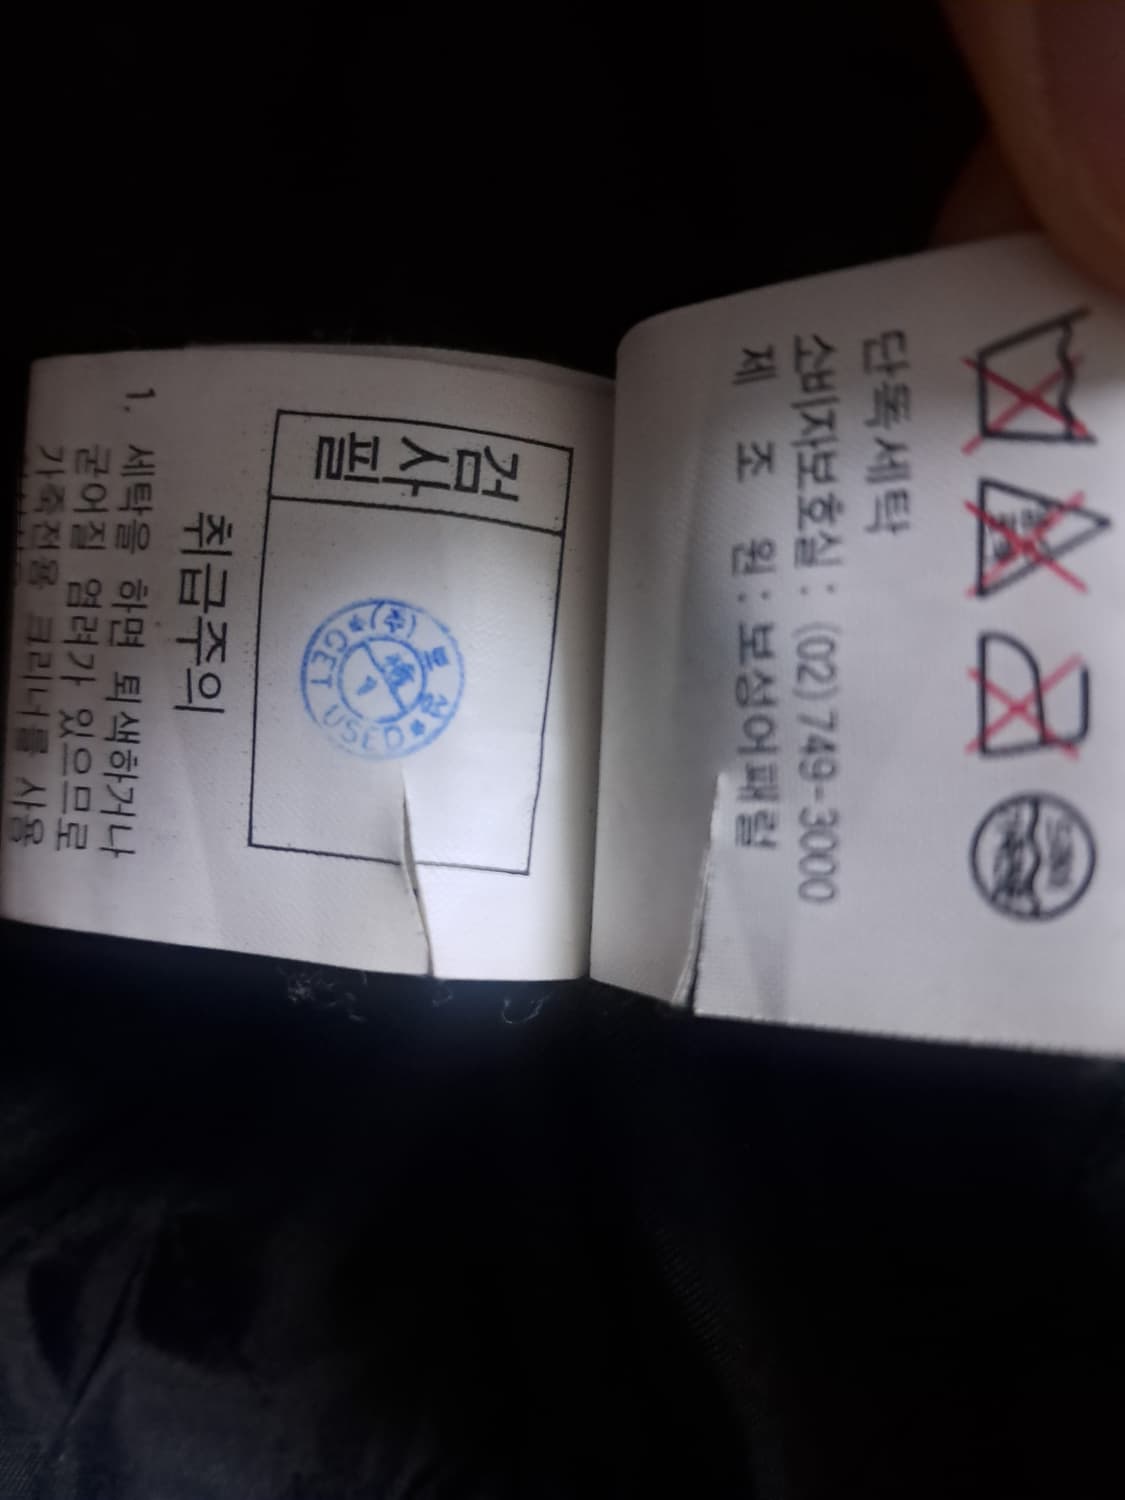 단독세탁
소비자보호실: (02)749-3000
제 조 원: 보성어패럴
검사필
보성
(주)
GET USED
취급주의
1. 세탁을 하면 퇴색하거나
굳어질 염려가 있으므로
가죽전용 크리너를 사용